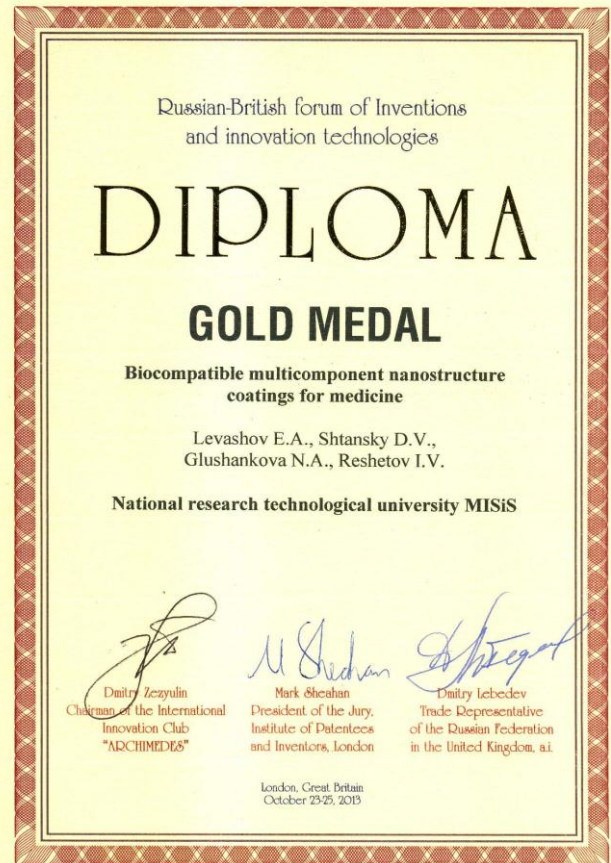 Russian-British forum of Inventions
and innovation technologies
DIPLOMA
GOLD MEDAL
Biocompatible multicomponent nanostructure
coatings for medicine
Levashov E.A., Shtansky D.V.,
Glushankova N.A., Reshetov I.V.
National research technological university MISiS
M Sheahan
Dmitry Zezyulin
Chairman of the International
Innovation Club
"ARCHIMEDES"
Mark Sheahan
President of the Jury,
Institute of Patentees
and Inventors, London
Dmitry Lebedev
Trade Representative
of the Russian Federation
in the United Kingdom, a.i.
London, Great Britain
October 23-25, 2013